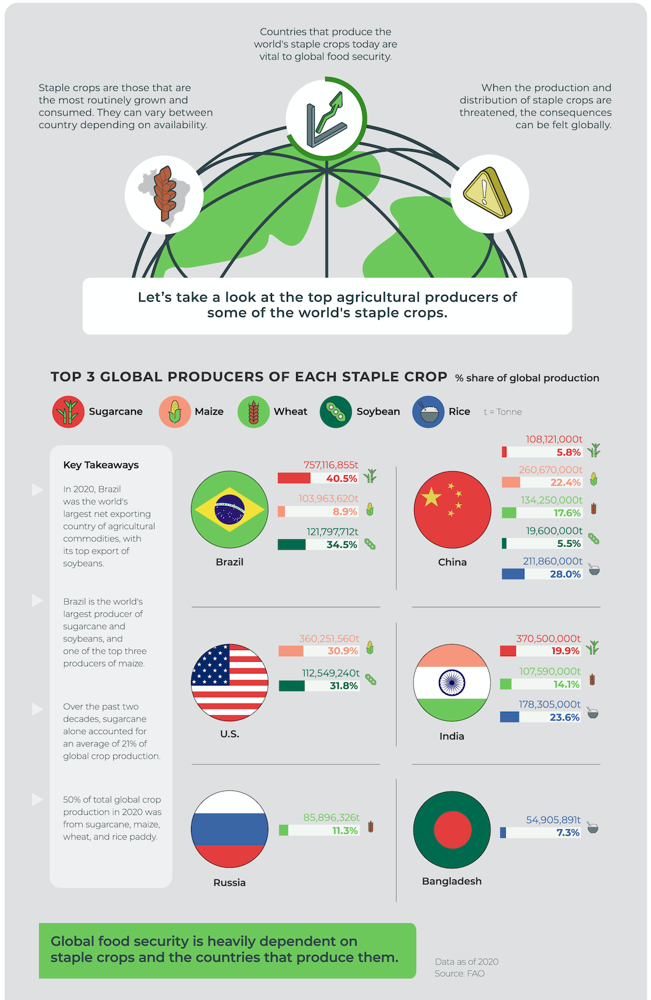 Countries that produce the
world's staple crops today are
vital to global food security.
Staple crops are those that are
the most routinely grown and
consumed. They can vary between
country depending on availability.
When the production and
distribution of staple crops are
threatened, the consequences
can be felt globally.
Let's take a look at the top agricultural producers of
some of the world's staple crops.
TOP 3 GLOBAL PRODUCERS OF EACH STAPLE CROP % share of global production
Sugarcane Maize Wheat Soybean Rice t = Tonne
Key Takeaways
In 2020, Brazil
was the world's
largest net exporting
country of agricultural
commodities, with
its top export of
soybeans.
Brazil is the world's
largest producer of
sugarcane and
soybeans, and
one of the top three
producers of maize.
Over the past two
decades, sugarcane
alone accounted for
an average of 21% of
global crop production.
50% of total global crop
production in 2020 was
from sugarcane, maize,
wheat, and rice paddy.
757,116,855t
40.5%
103,963,620t
8.9%
121,797,712t
34.5%
Brazil
108,121,000t
5.8%
260,670,000t
22.4%
134,250,000t
17.6%
19,600,000t
5.5%
211,860,000t
28.0%
China
360,251,560t
30.9%
112,549,240t
31.8%
U.S.
370,500,000t
19.9%
107,590,000t
14.1%
178,305,000t
23.6%
India
85,896,326t
11.3%
Russia
54,905,891t
7.3%
Bangladesh
Global food security is heavily dependent on
staple crops and the countries that produce them.
Data as of 2020
Source: FAO